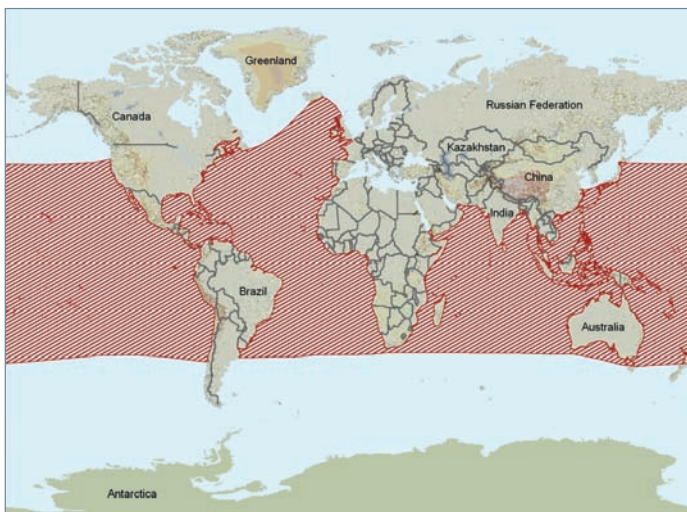 Greenland
Canada
Russian Federation
Kazakhstan
China
India
Brazil
Australia
Antarctica